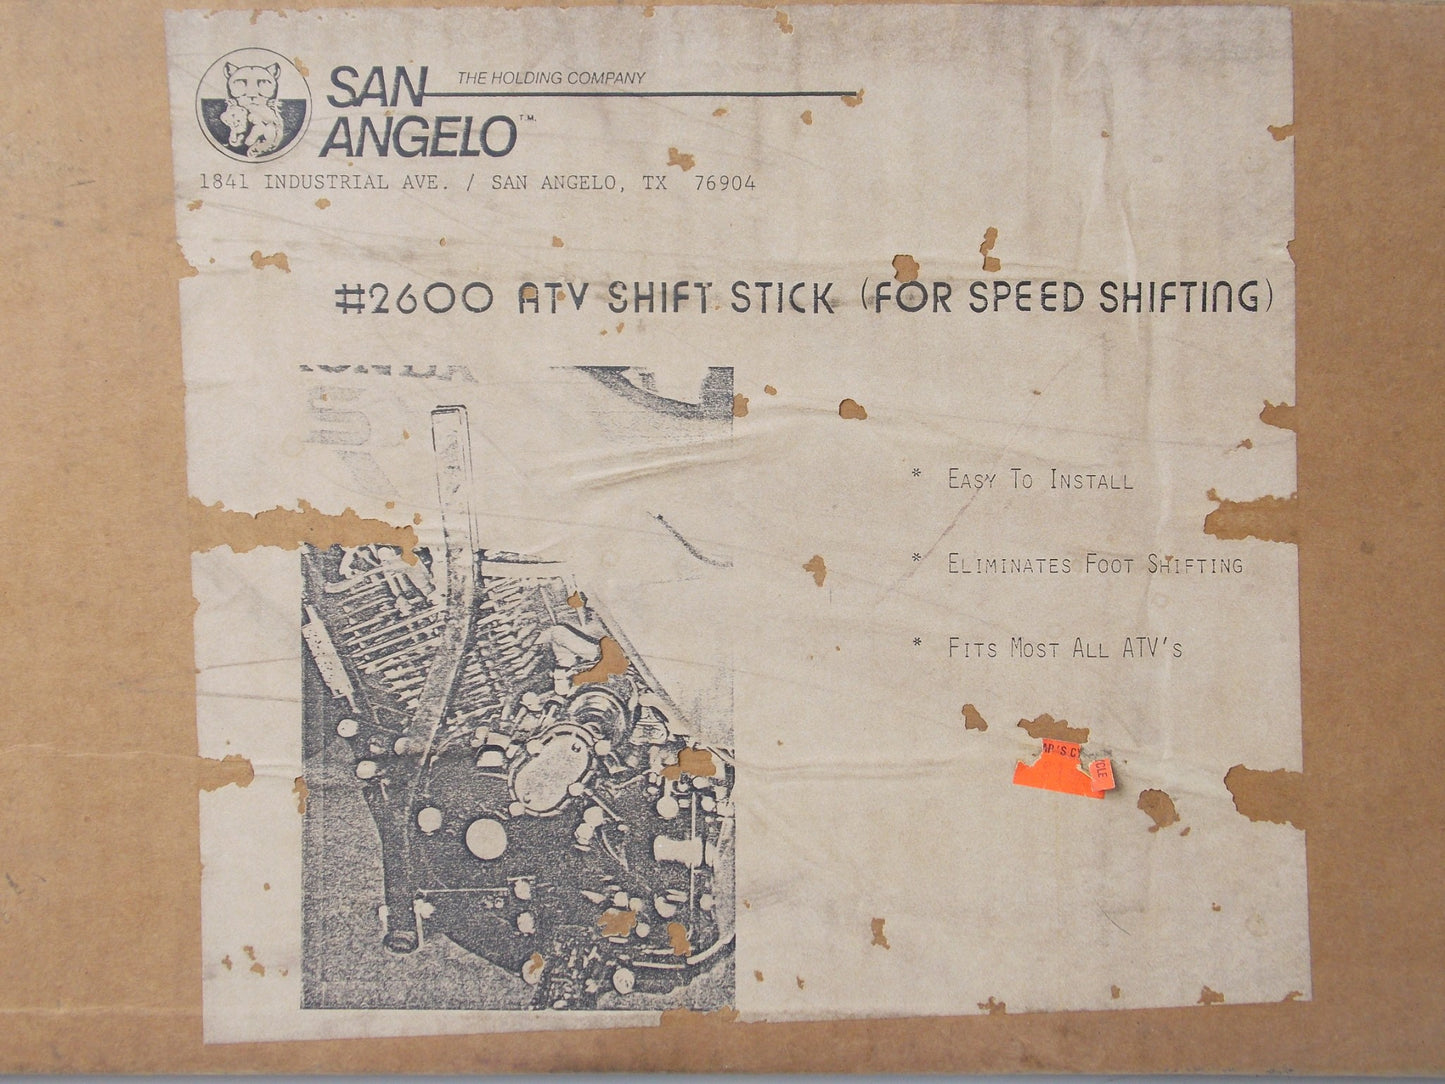 SAN
THE HOLDING COMPANY
ANGELO T.M.
1841 INDUSTRIAL AVE. / SAN ANGELO, TX 76904
#2600 ATV SHIFT STICK (FOR SPEED SHIFTING)
* EASY TO INSTALL
* ELIMINATES FOOT SHIFTING
* FITS MOST ALL ATV'S